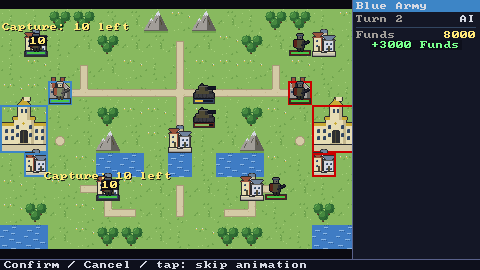 Blue Army
Turn 2 AI
Funds 8000
+3000 Funds
Capture: 10 left
10
Capture: 10 left
10
Confirm / Cancel / tap: skip animation